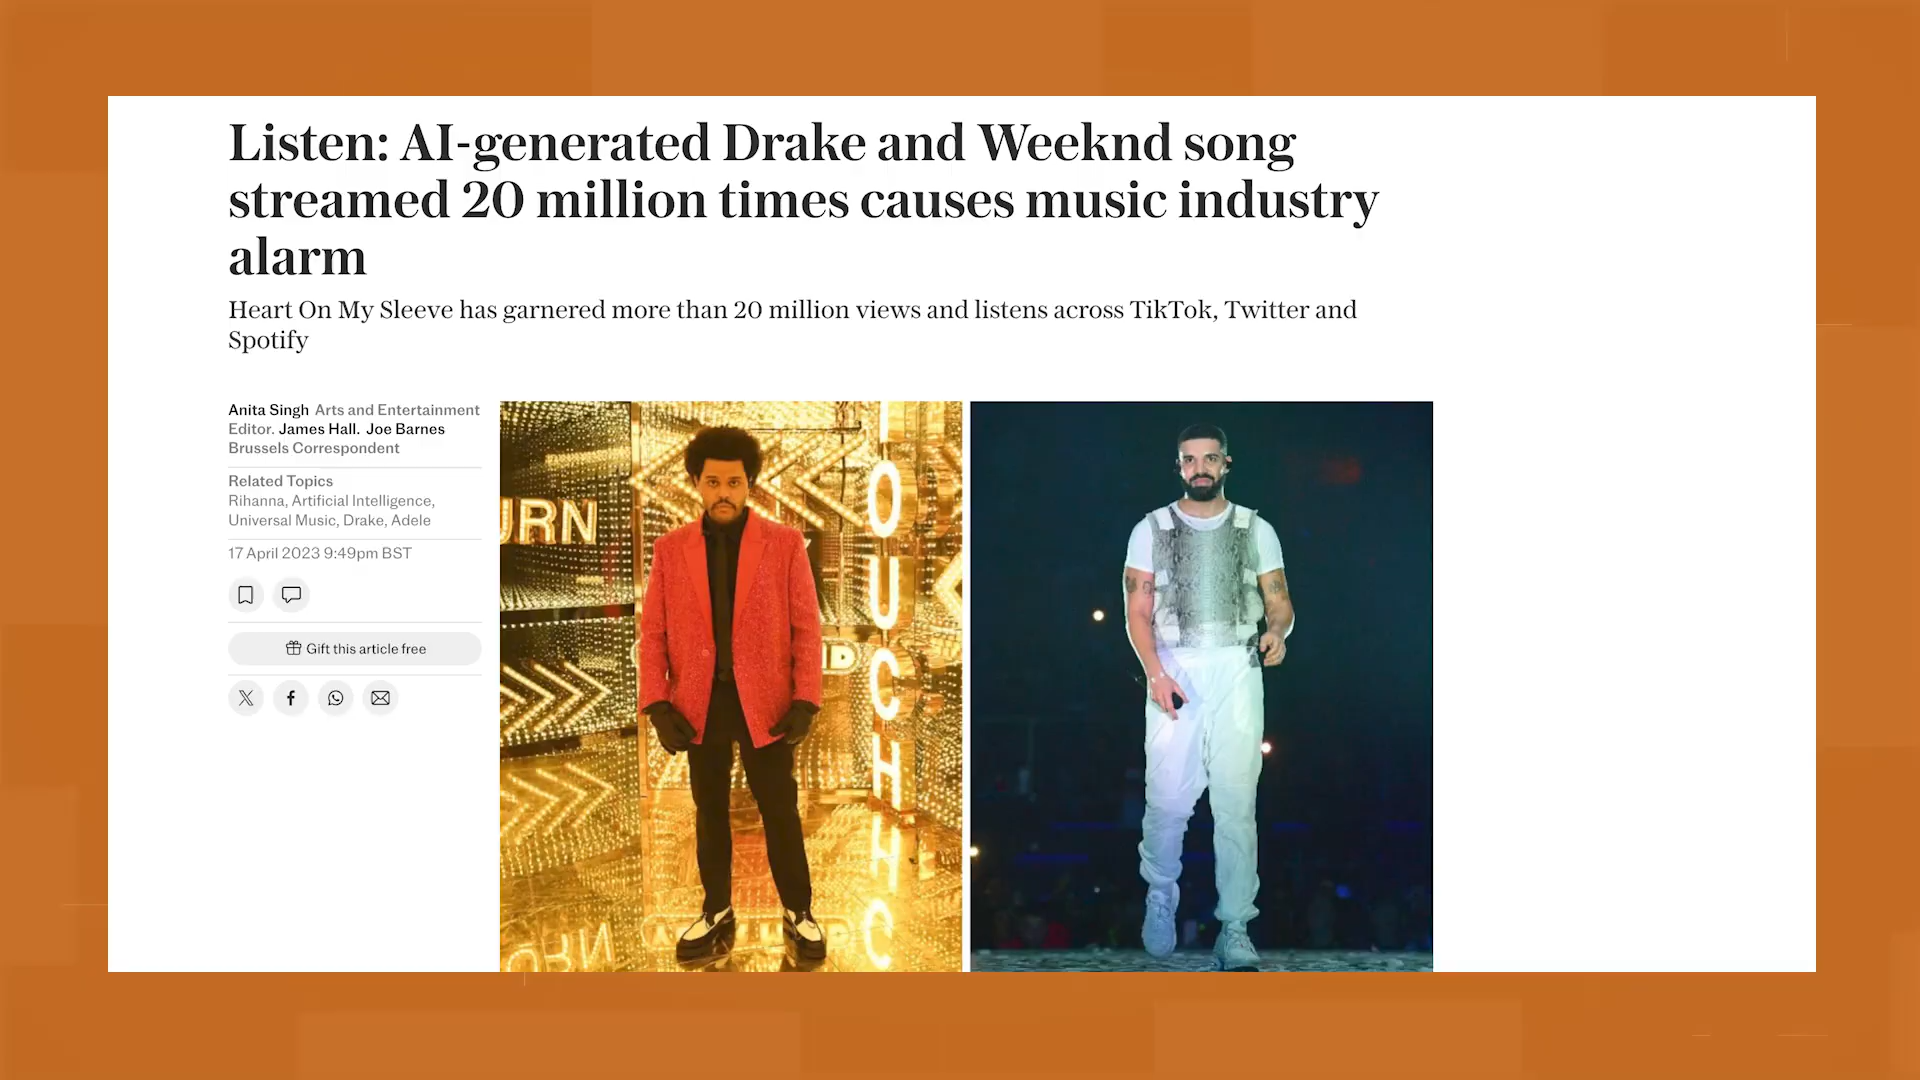 Listen: AI-generated Drake and Weeknd song
streamed 20 million times causes music industry
alarm
Heart On My Sleeve has garnered more than 20 million views and listens across TikTok, Twitter and
Spotify
Anita Singh Arts and Entertainment
Editor. James Hall. Joe Barnes
Brussels Correspondent
Related Topics
Rihanna, Artificial Intelligence,
Universal Music, Drake, Adele
17 April 2023 9:49pm BST
Gift this article free
URN
TOUCH